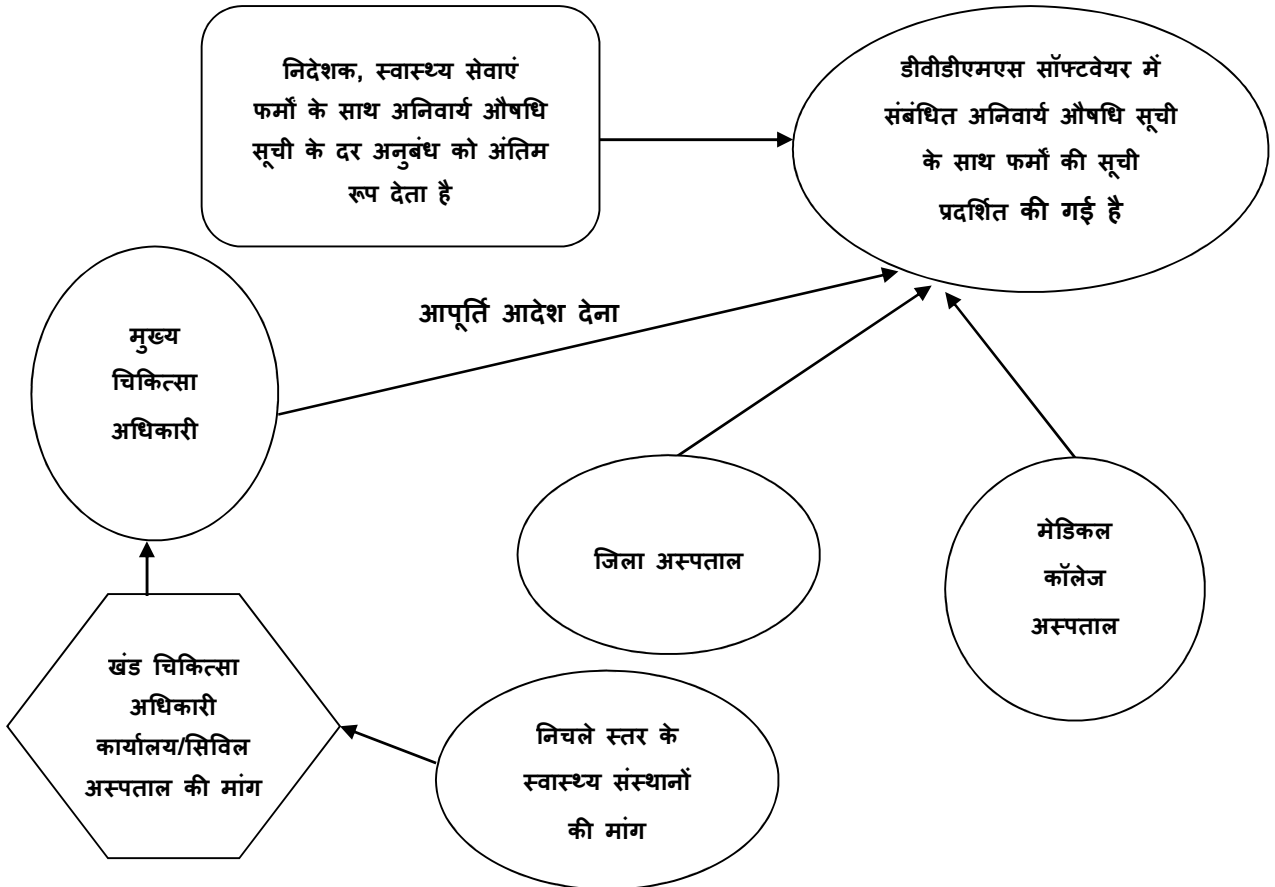 निदेशक, स्वास्थ्य सेवाएं
फर्मों के साथ अनिवार्य औषधि
सूची के दर अनुबंध को अंतिम
रूप देता है
डीवीडीएमएस सॉफ्टवेयर में
संबंधित अनिवार्य औषधि सूची
के साथ फर्मों की सूची
प्रदर्शित की गई है
आपूर्ति आदेश देना
मुख्य
चिकित्सा
अधिकारी
जिला अस्पताल
मेडिकल
कॉलेज
अस्पताल
खंड चिकित्सा
अधिकारी
कार्यालय/सिविल
अस्पताल की मांग
निचले स्तर के
स्वास्थ्य संस्थानों
की मांग